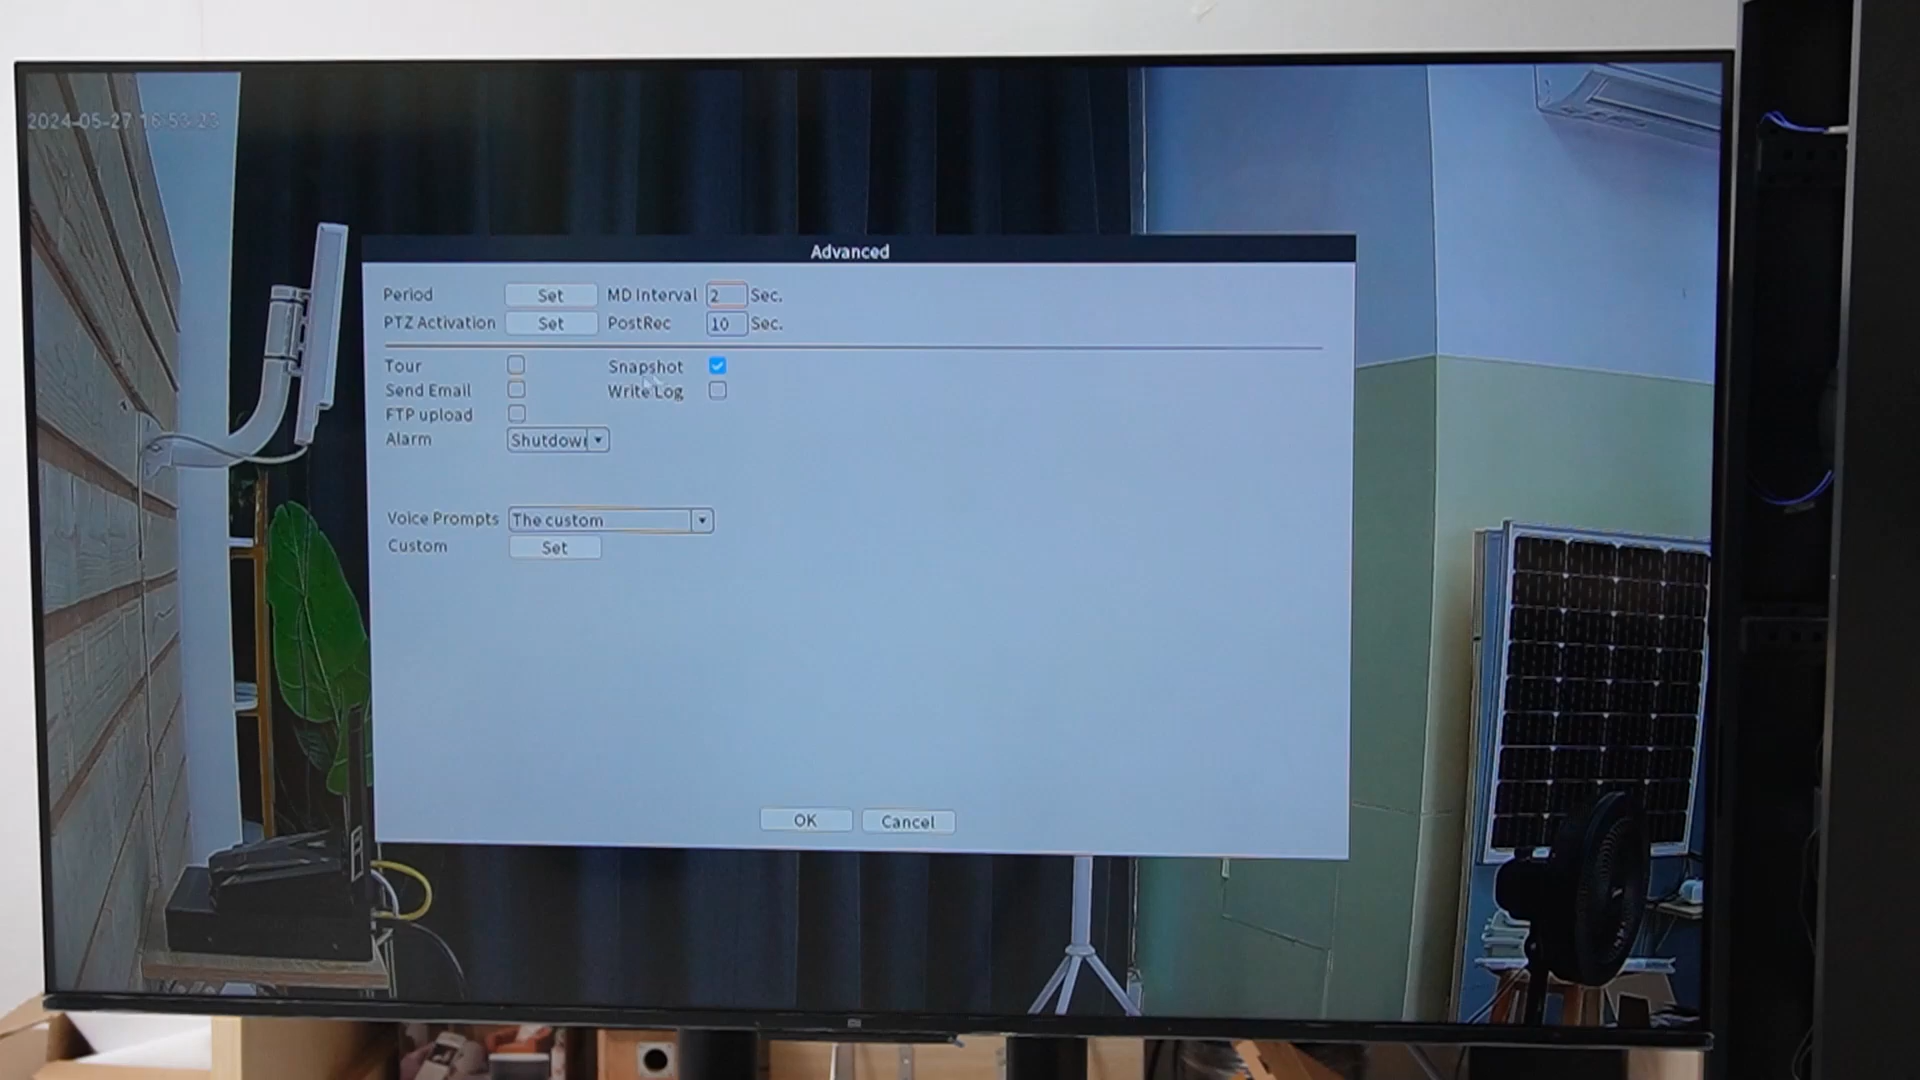 2024-05-27 16:53:23
Advanced
Period Set MD Interval 2 Sec.
PTZ Activation Set PostRec 10 Sec.
Tour Snapshot
Send Email Write Log
FTP upload
Alarm Shutdow
Voice Prompts The custom
Custom Set
OK Cancel